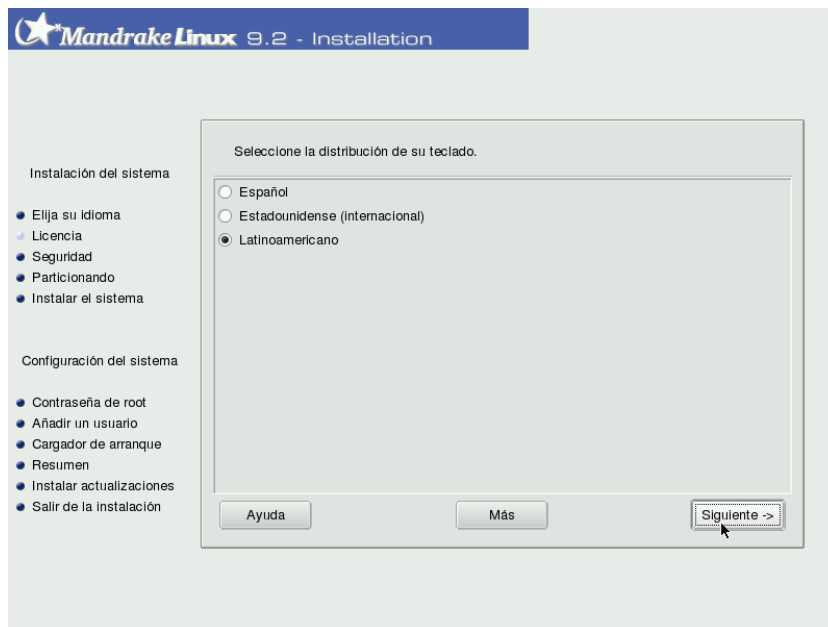 MandrakeLinux 9.2 - Installation
Instalación del sistema
Elija su idioma
Licencia
Seguridad
Particionando
Instalar el sistema
Configuración del sistema
Contraseña de root
Añadir un usuario
Cargador de arranque
Resumen
Instalar actualizaciones
Salir de la instalación
Seleccione la distribución de su teclado.
Español
Estadounidense (internacional)
Latinoamericano
Ayuda
Más
Siguiente ->